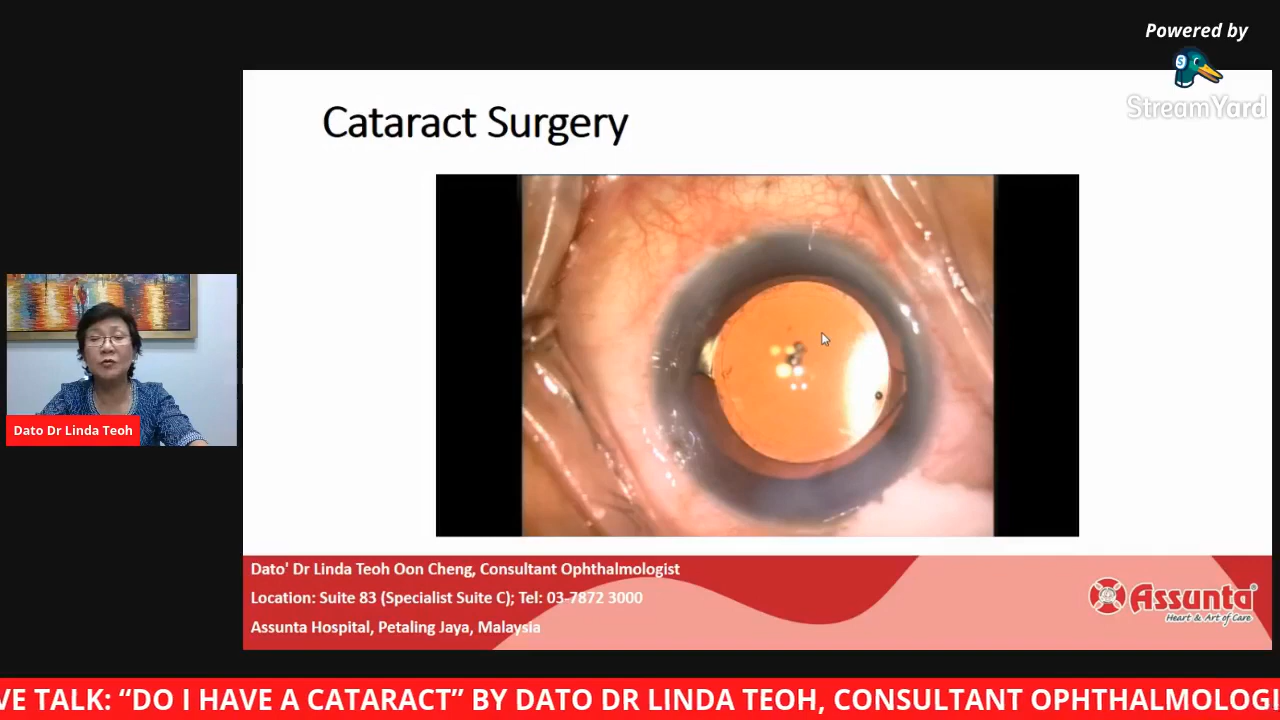 Powered by
S
StreamYard
Cataract Surgery
Dato Dr Linda Teoh
Dato' Dr Linda Teoh Oon Cheng, Consultant Ophthalmologist
Location: Suite 83 (Specialist Suite C); Tel: 03-7872 3000
Assunta Hospital, Petaling Jaya, Malaysia
Assunta®
Heart & Art of Care
VE TALK: “DO I HAVE A CATARACT” BY DATO DR LINDA TEOH, CONSULTANT OPHTHALMOLOGI